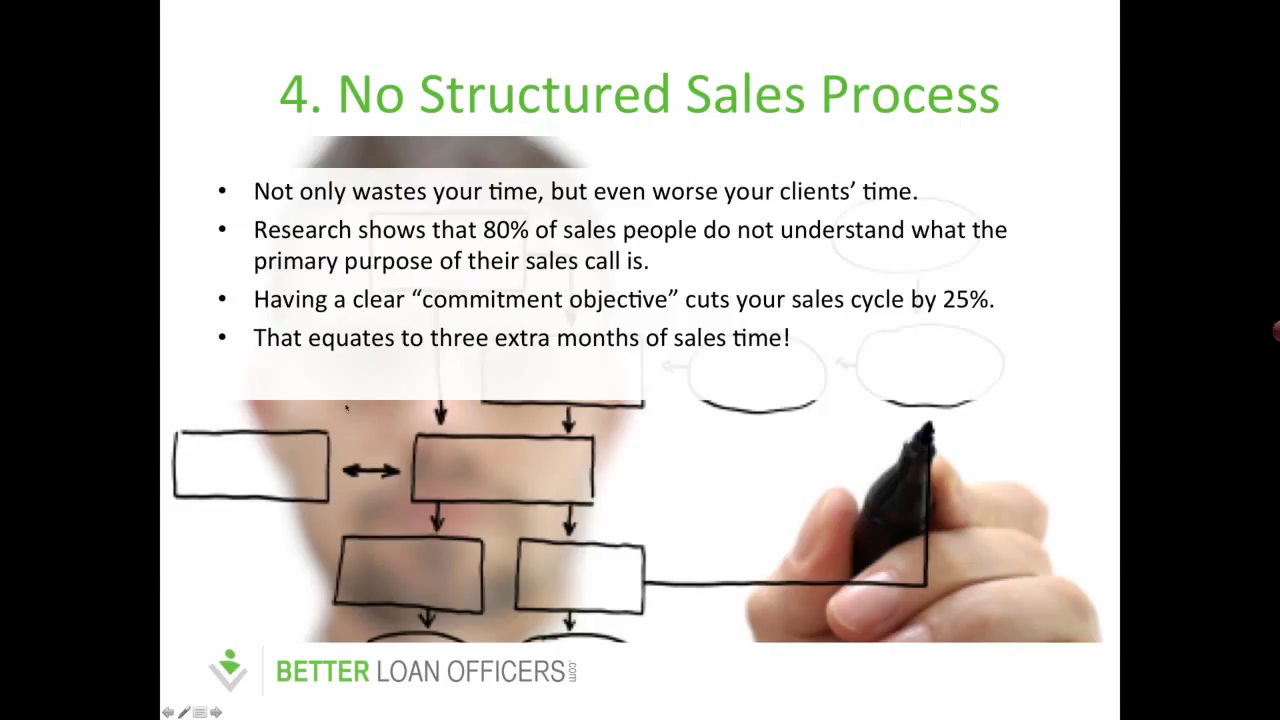 4. No Structured Sales Process
• Not only wastes your time, but even worse your clients’ time.
• Research shows that 80% of sales people do not understand what the
primary purpose of their sales call is.
• Having a clear “commitment objective” cuts your sales cycle by 25%.
• That equates to three extra months of sales time!
BETTER LOAN OFFICERS.com